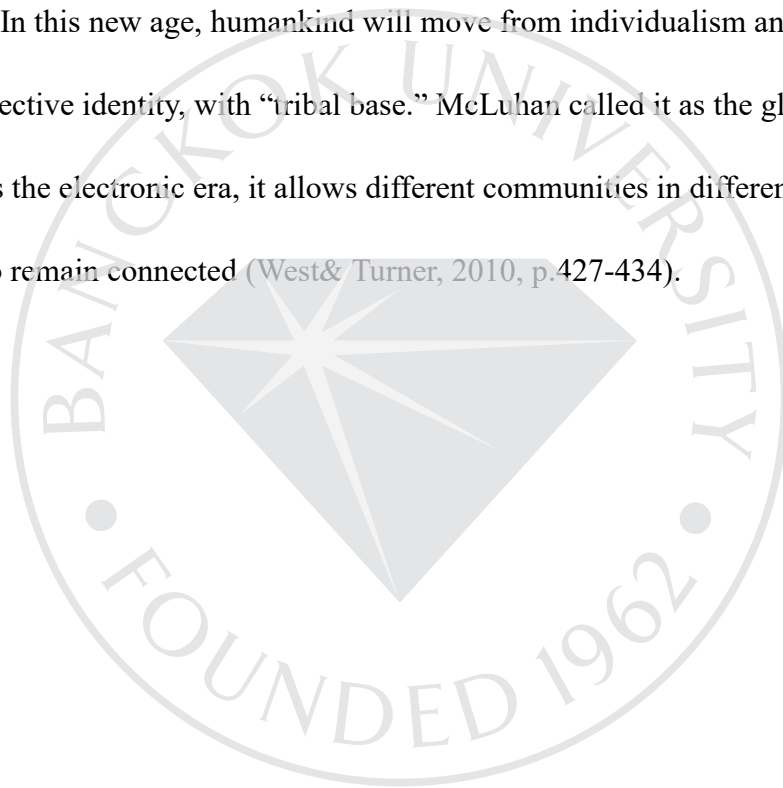 In this new age, humankind will move from individualism an
ective identity, with “tribal base.” McLuhan called it as the gl
s the electronic era, it allows different communities in differen
o remain connected (West& Turner, 2010, p.427-434).
BANGKOK UNIVERSITY
• FOUNDED 1962 •